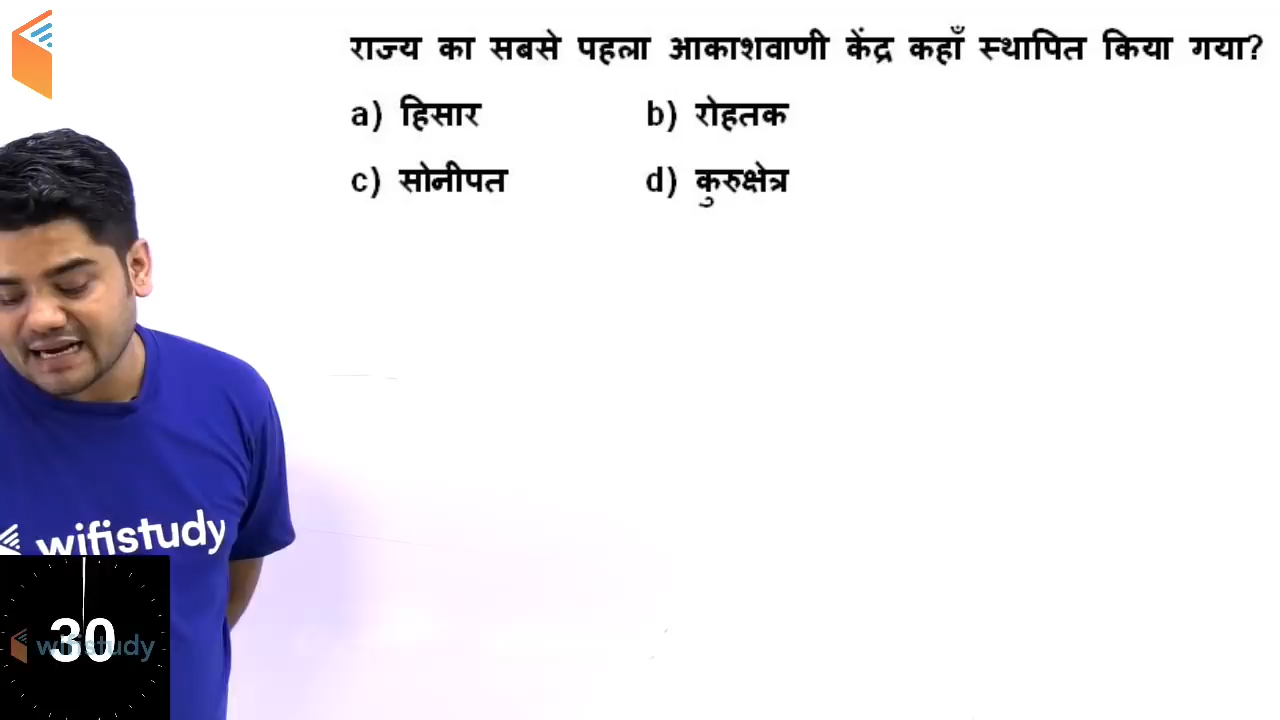 राज्य का सबसे पहला आकाशवाणी केंद्र कहाँ स्थापित किया गया?
a) हिसार b) रोहतक
c) सोनीपत d) कुरुक्षेत्र
wifistudy
30
wifistudy